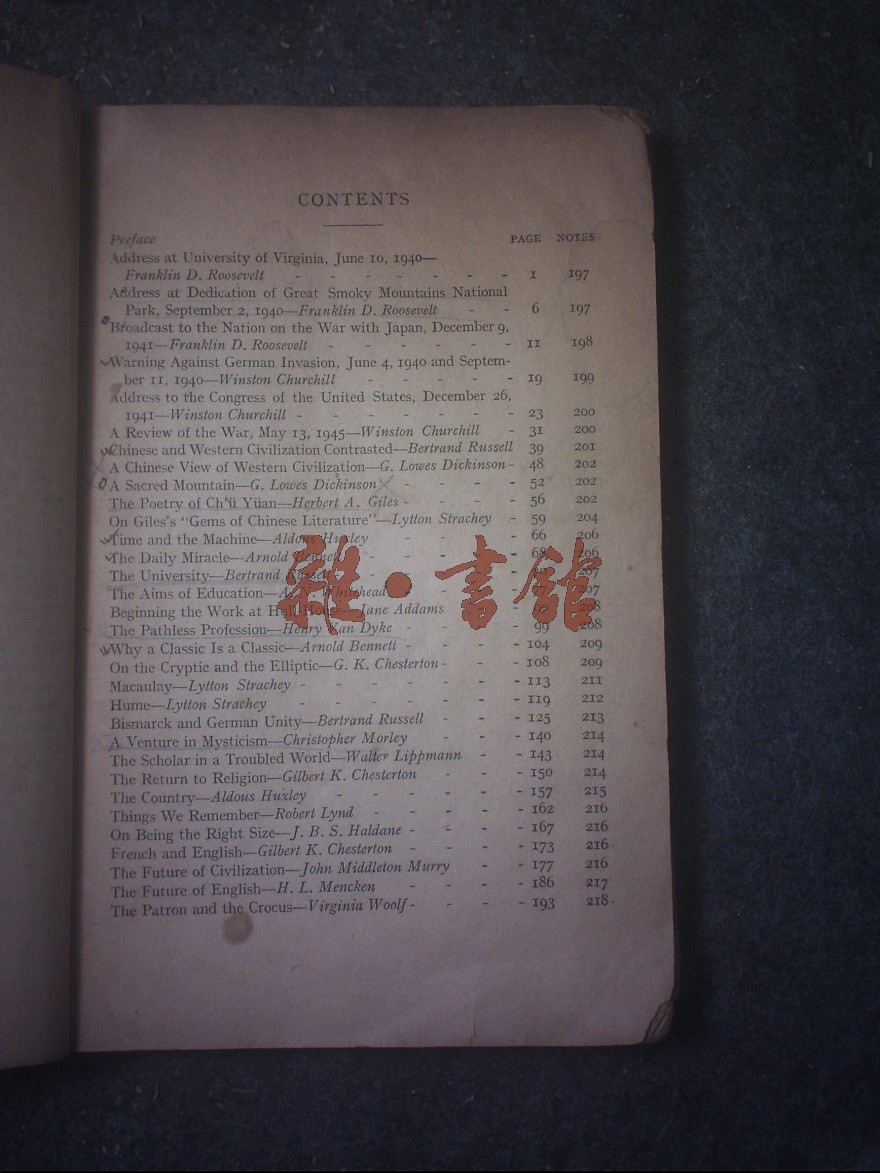 CONTENTS
Preface PAGE NOTES
Address at University of Virginia, June 10, 1940—
Franklin D. Roosevelt - - - - - - - 1 197
Address at Dedication of Great Smoky Mountains National
Park, September 2, 1940—Franklin D. Roosevelt - - 6 197
Broadcast to the Nation on the War with Japan, December 9,
1941—Franklin D. Roosevelt - - - - - - 11 198
Warning Against German Invasion, June 4, 1940 and Septem-
ber 11, 1940—Winston Churchill - - - - - 19 199
Address to the Congress of the United States, December 26,
1941—Winston Churchill - - - - - - - 23 200
A Review of the War, May 13, 1945—Winston Churchill - 31 200
Chinese and Western Civilization Contrasted—Bertrand Russell 39 201
A Chinese View of Western Civilization—G. Lowes Dickinson - 48 202
A Sacred Mountain—G. Lowes Dickinson - - - - 52 202
The Poetry of Ch'ü Yüan—Herbert A. Giles - - - - 56 202
On Giles's "Gems of Chinese Literature"—Lytton Strachey - 59 204
Time and the Machine—Aldous Huxley - - - - 66 206
The Daily Miracle—Arnold Bennett - - - - 68 206
The University—Bertrand Russell - - - -
The Aims of Education—A. N. Whitehead - - -
Beginning the Work at Hull House—Jane Addams - -
The Pathless Profession—Henry Van Dyke - - - - 99 208
Why a Classic Is a Classic—Arnold Bennett - - - - 104 209
On the Cryptic and the Elliptic—G. K. Chesterton - - - 108 209
Macaulay—Lytton Strachey - - - - - - - 113 211
Hume—Lytton Strachey - - - - - - - 119 212
Bismarck and German Unity—Bertrand Russell - - - 125 213
A Venture in Mysticism—Christopher Morley - - - 140 214
The Scholar in a Troubled World—Walter Lippmann - - 143 214
The Return to Religion—Gilbert K. Chesterton - - - 150 214
The Country—Aldous Huxley - - - - - - 157 215
Things We Remember—Robert Lynd - - - - - 162 216
On Being the Right Size—J. B. S. Haldane - - - - 167 216
French and English—Gilbert K. Chesterton - - - - 173 216
The Future of Civilization—John Middleton Murry - - 177 216
The Future of English—H. L. Mencken - - - - 186 217
The Patron and the Crocus—Virginia Woolf - - - - 193 218
雜·書館